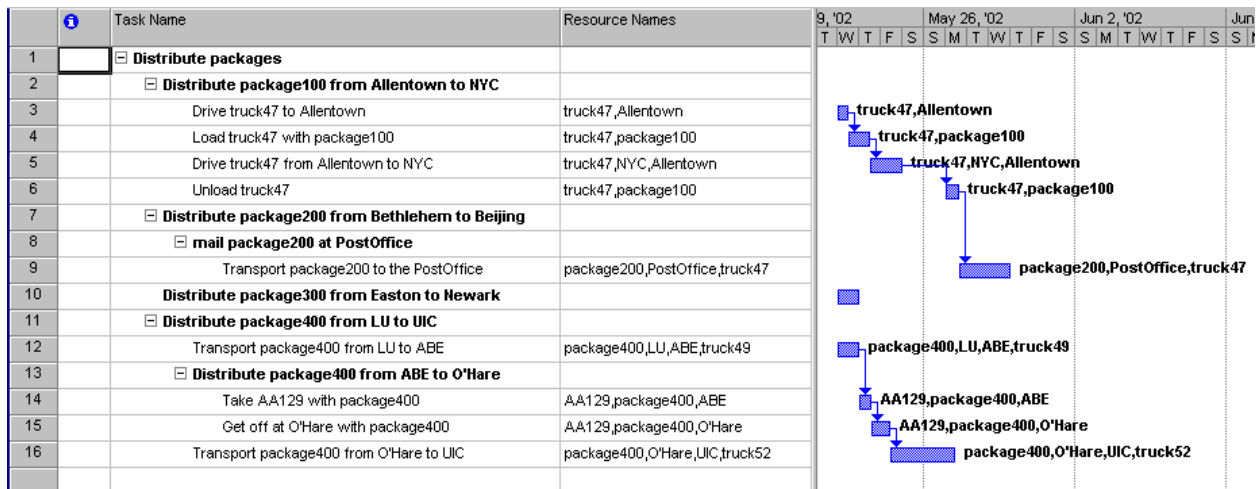 Task Name Resource Names 9, '02 May 26, '02 Jun 2, '02 Jun
T W T F S S M T W T F S S M T W T F S S
1 Distribute packages
2 Distribute package100 from Allentown to NYC
3 Drive truck47 to Allentown truck47,Allentown truck47,Allentown
4 Load truck47 with package100 truck47,package100 truck47,package100
5 Drive truck47 from Allentown to NYC truck47,NYC,Allentown truck47,NYC,Allentown
6 Unload truck47 truck47,package100 truck47,package100
7 Distribute package200 from Bethlehem to Beijing
8 mail package200 at PostOffice
9 Transport package200 to the PostOffice package200,PostOffice,truck47 package200,PostOffice,truck47
10 Distribute package300 from Easton to Newark
11 Distribute package400 from LU to UIC
12 Transport package400 from LU to ABE package400,LU,ABE,truck49 package400,LU,ABE,truck49
13 Distribute package400 from ABE to O'Hare
14 Take AA129 with package400 AA129,package400,ABE AA129,package400,ABE
15 Get off at O'Hare with package400 AA129,package400,O'Hare AA129,package400,O'Hare
16 Transport package400 from O'Hare to UIC package400,O'Hare,UIC,truck52 package400,O'Hare,UIC,truck52